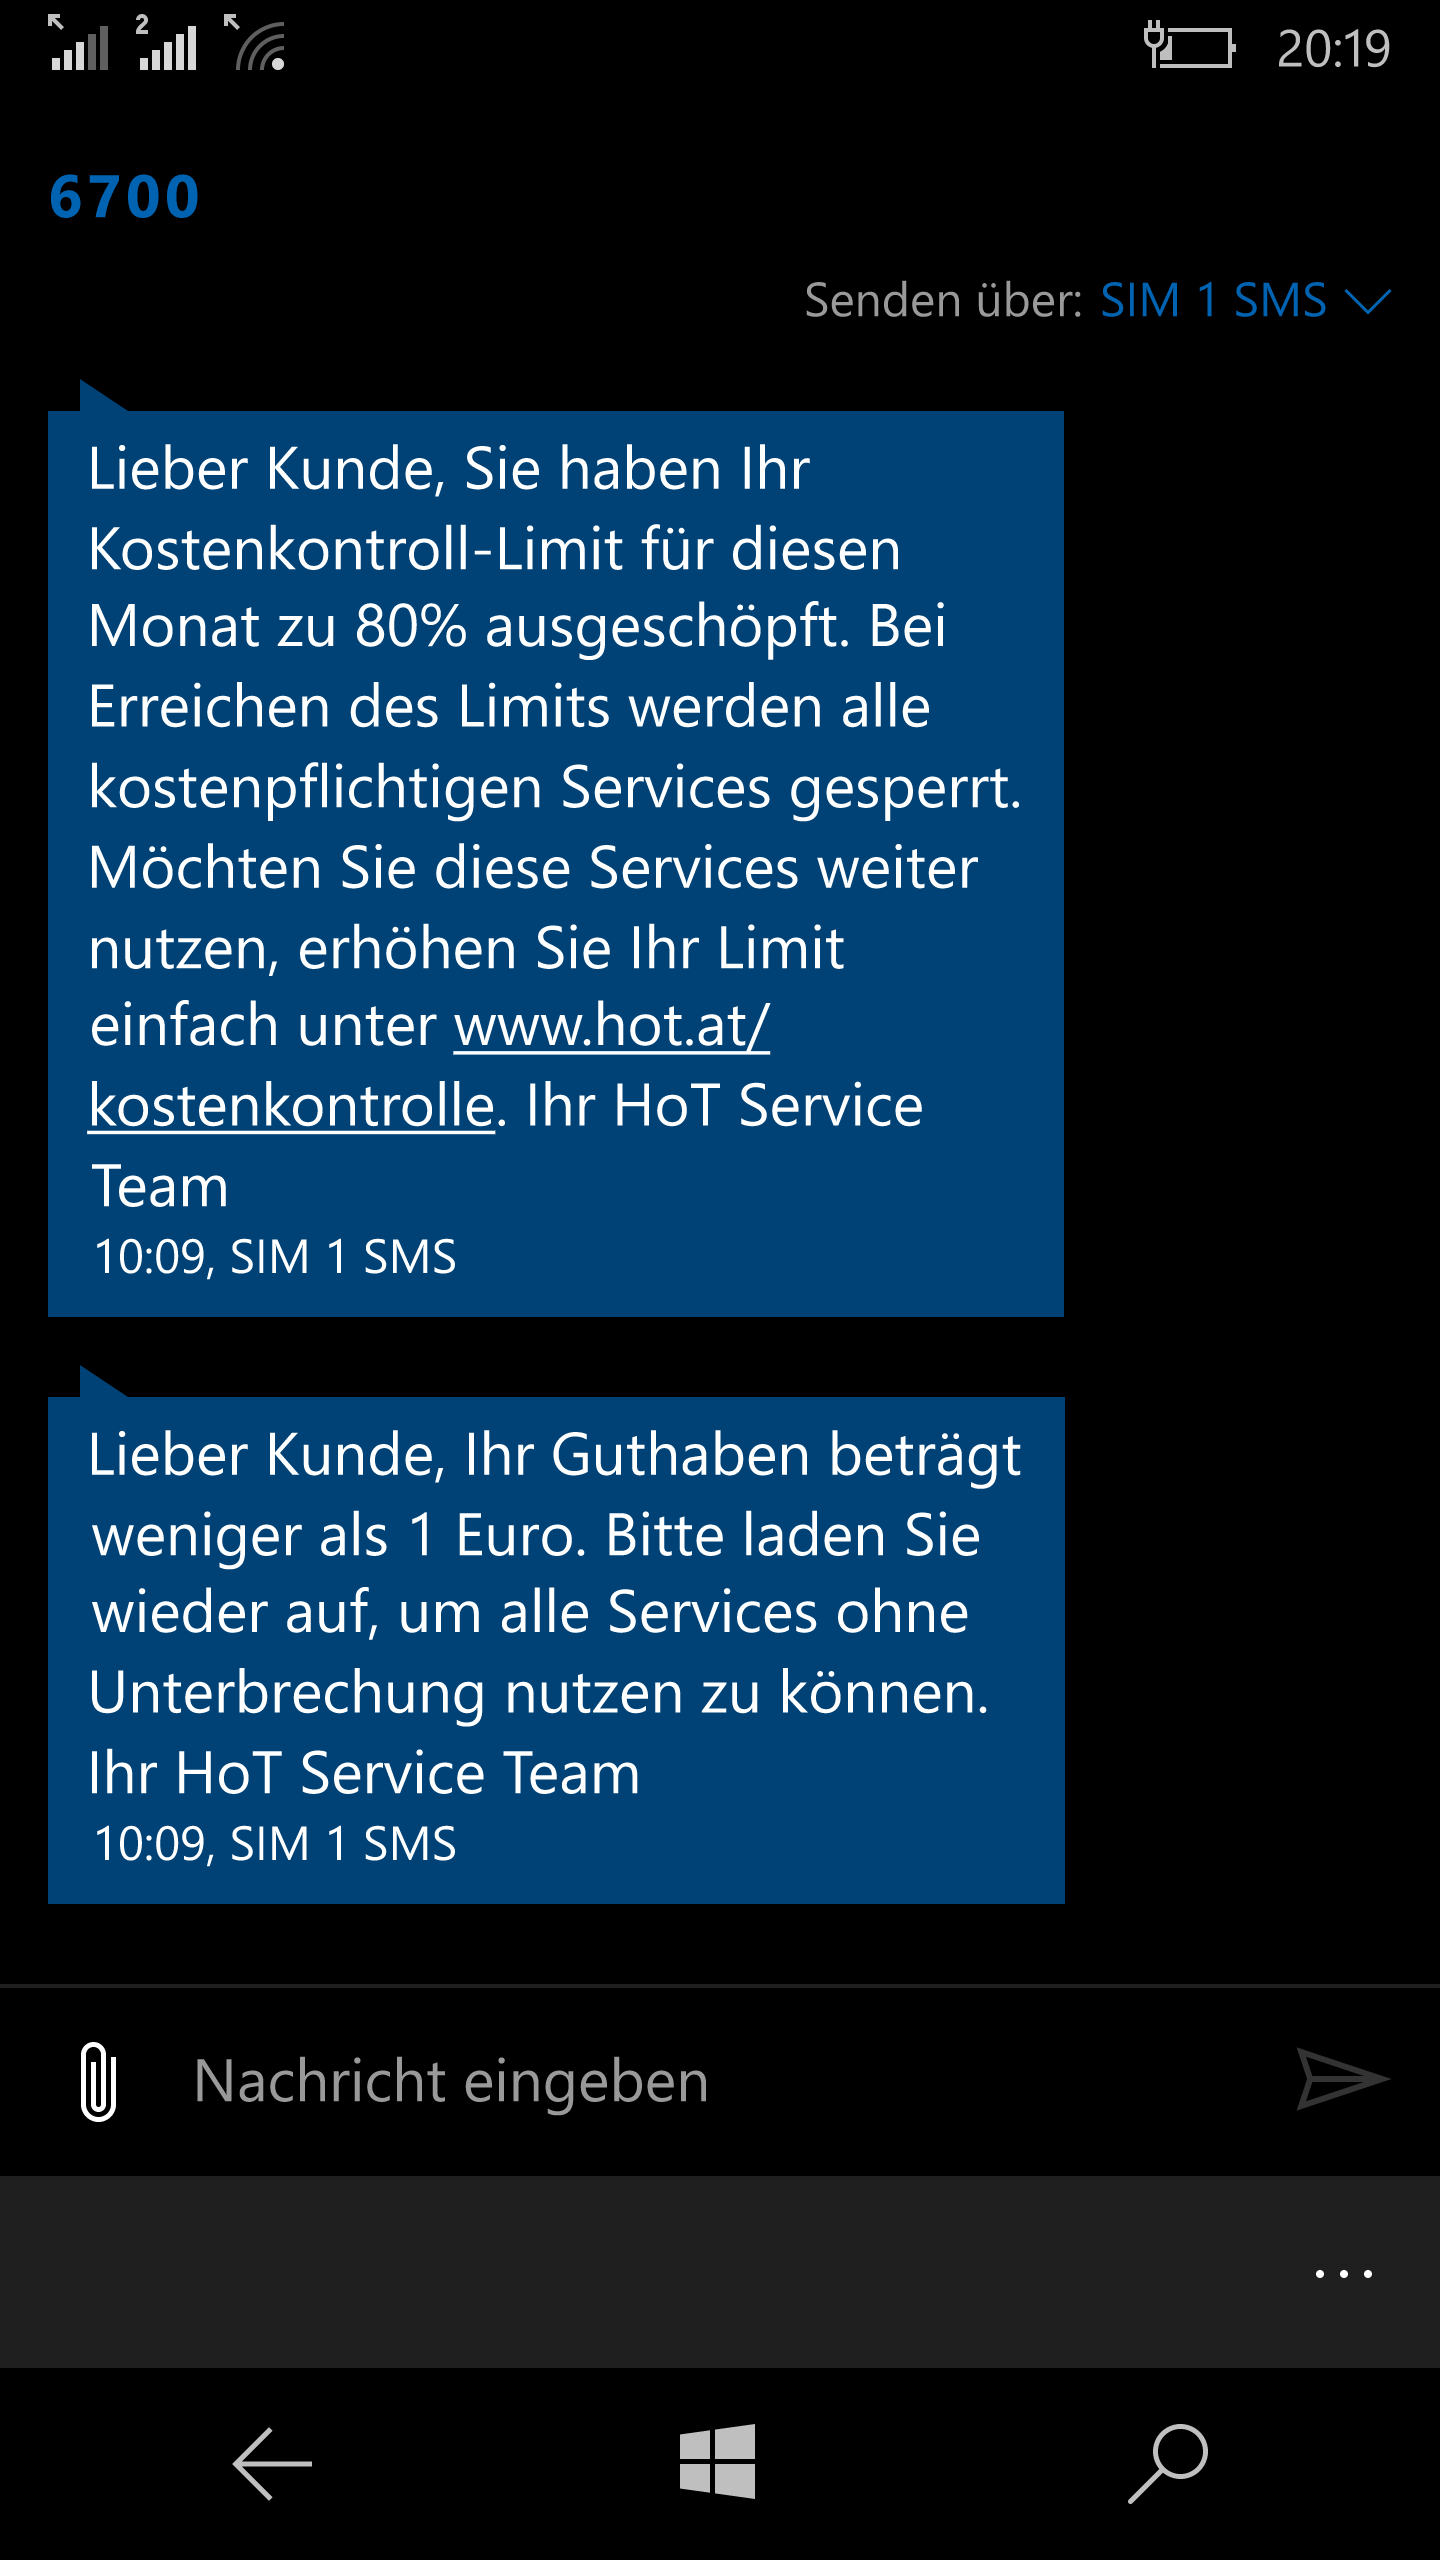 2
20:19
6700
Senden über: SIM 1 SMS
Lieber Kunde, Sie haben Ihr
Kostenkontroll-Limit für diesen
Monat zu 80% ausgeschöpft. Bei
Erreichen des Limits werden alle
kostenpflichtigen Services gesperrt.
Möchten Sie diese Services weiter
nutzen, erhöhen Sie Ihr Limit
einfach unter www.hot.at/
kostenkontrolle. Ihr HoT Service
Team
10:09, SIM 1 SMS
Lieber Kunde, Ihr Guthaben beträgt
weniger als 1 Euro. Bitte laden Sie
wieder auf, um alle Services ohne
Unterbrechung nutzen zu können.
Ihr HoT Service Team
10:09, SIM 1 SMS
Nachricht eingeben